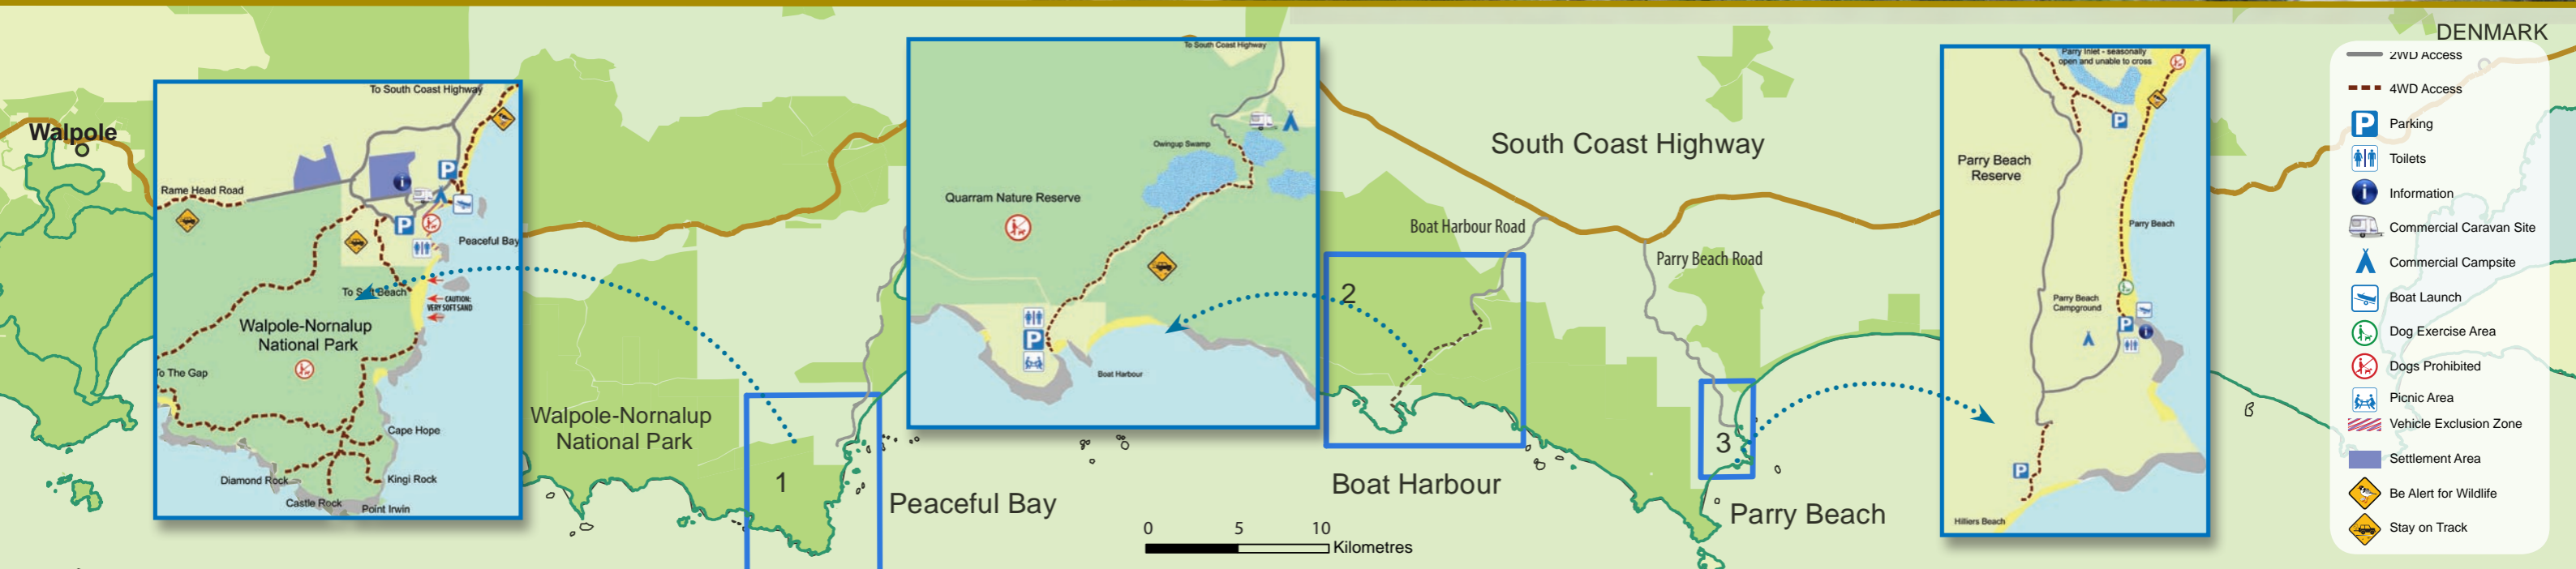 DENMARK
Walpole
To South Coast Highway
Rame Head Road
Peaceful Bay
To Salt Beach
CAUTION:
VERY SOFT SAND
Walpole-Nornalup
National Park
To The Gap
Cape Hope
Diamond Rock
Kingi Rock
Castle Rock
Point Irwin
Walpole-Nornalup
National Park
1
Peaceful Bay
To South Coast Highway
Owingup Swamp
Quarram Nature Reserve
Boat Harbour
South Coast Highway
Boat Harbour Road
2
Boat Harbour
Parry Beach Road
3
Parry Beach
0 5 10
Kilometres
Parry Inlet - seasonally
open and unable to cross
P
Parry Beach
Reserve
Parry Beach
Parry Beach
Campground
Hilliers Beach
2WD Access
4WD Access
P Parking
Toilets
i Information
Commercial Caravan Site
Commercial Campsite
Boat Launch
Dog Exercise Area
Dogs Prohibited
Picnic Area
Vehicle Exclusion Zone
Settlement Area
Be Alert for Wildlife
Stay on Track